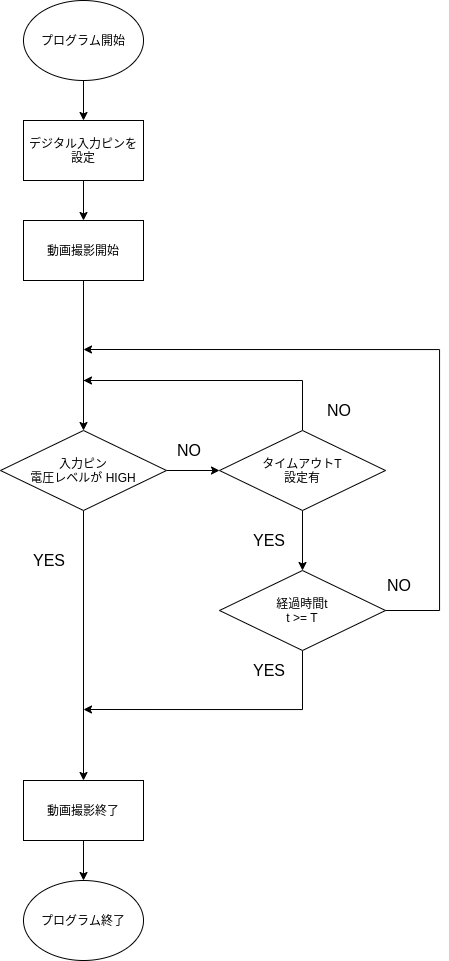 プログラム開始
デジタル入力ピンを
設定
動画撮影開始
入力ピン
電圧レベルが HIGH
NO
タイムアウトT
設定有
NO
YES
YES
経過時間t
t >= T
NO
YES
動画撮影終了
プログラム終了